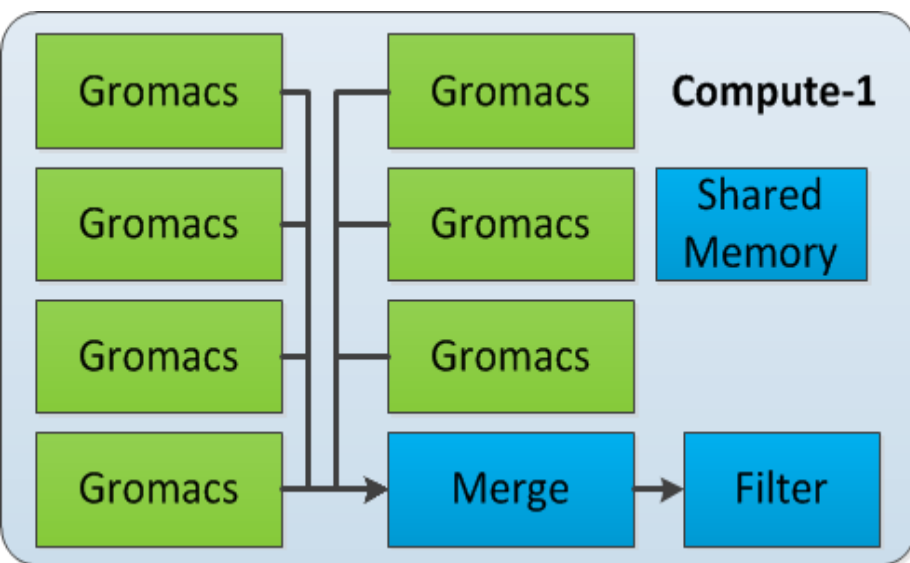 Gromacs
Gromacs
Compute-1
Gromacs
Gromacs
Shared
Memory
Gromacs
Gromacs
Gromacs
Merge
Filter